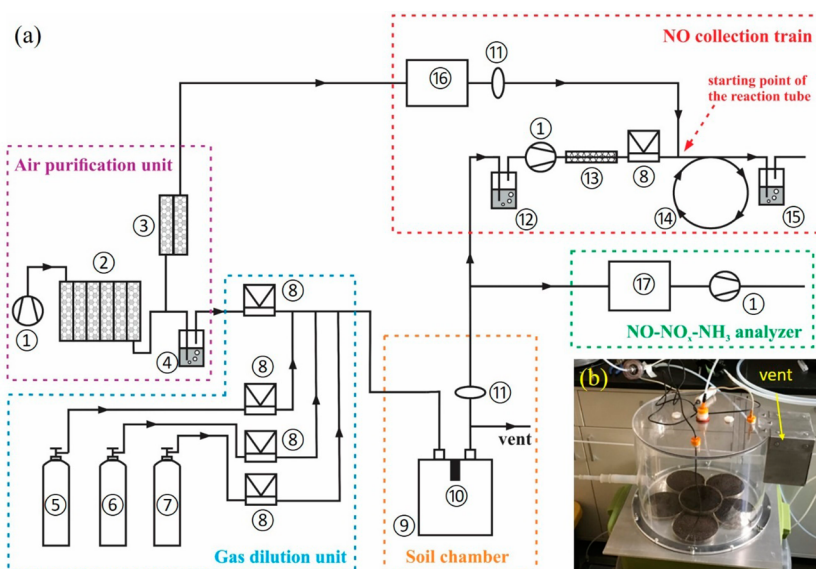 (a)
NO collection train
⑪
⑯
starting point of
the reaction tube
Air purification unit
①
⑧
③
⑬
②
⑫
⑭
⑮
⑧
⑰
①
①
④
NO-NOx-NH3 analyzer
⑧
⑪
(b)
vent
⑧
vent
⑤
⑥
⑦
⑩
⑧
⑨
Gas dilution unit
Soil chamber